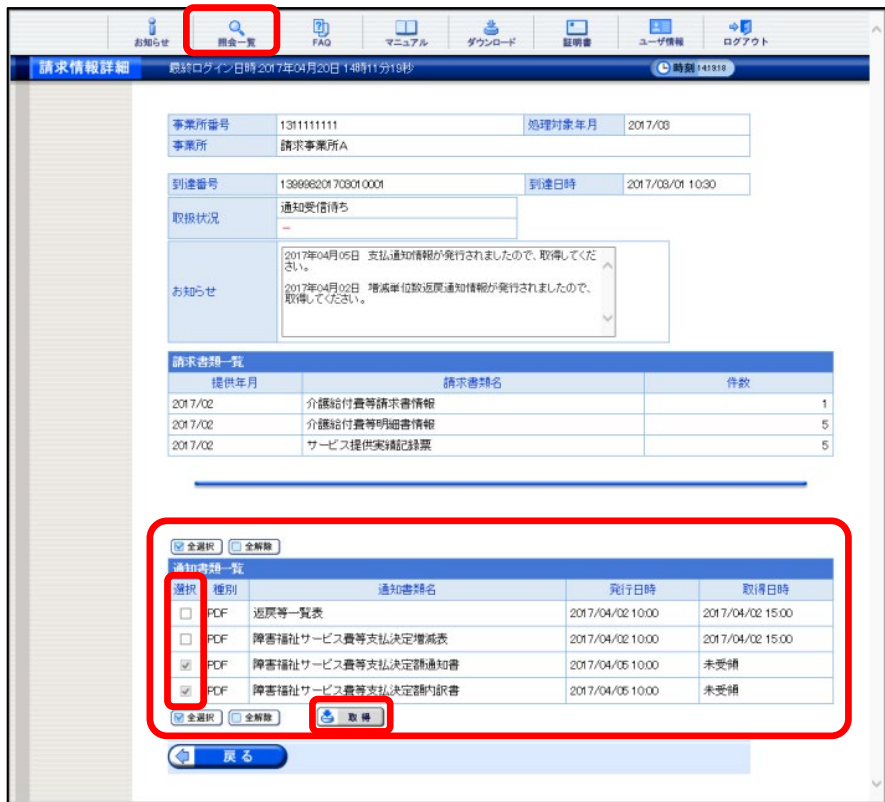 お知らせ 照会一覧 FAQ マニュアル ダウンロード 証明書 ユーザ情報 ログアウト
請求情報詳細 最終ログイン日時:2017年04月20日 14時11分19秒 時刻 14:19:18
事業所番号 1311111111 処理対象年月 2017/03
事業所 請求事業所A
到達番号 139998201703010001 到達日時 2017/03/01 10:30
取扱状況 通知受信待ち
－
お知らせ
2017年04月05日 支払通知情報が発行されましたので、取得してくだ
さい。
2017年04月02日 増減単位数返戻通知情報が発行されましたので、
取得してください。
請求書類一覧
提供年月 請求書類名 件数
2017/02 介護給付費等請求書情報 1
2017/02 介護給付費等明細書情報 5
2017/02 サービス提供実績記録票 5
全選択 全解除
通知書類一覧
選択 種別 通知書類名 発行日時 取得日時
PDF 返戻等一覧表 2017/04/02 10:00 2017/04/02 15:00
PDF 障害福祉サービス費等支払決定増減表 2017/04/02 10:00 2017/04/02 15:00
PDF 障害福祉サービス費等支払決定額通知書 2017/04/05 10:00 未受領
PDF 障害福祉サービス費等支払決定額内訳書 2017/04/05 10:00 未受領
全選択 全解除 取得
戻る